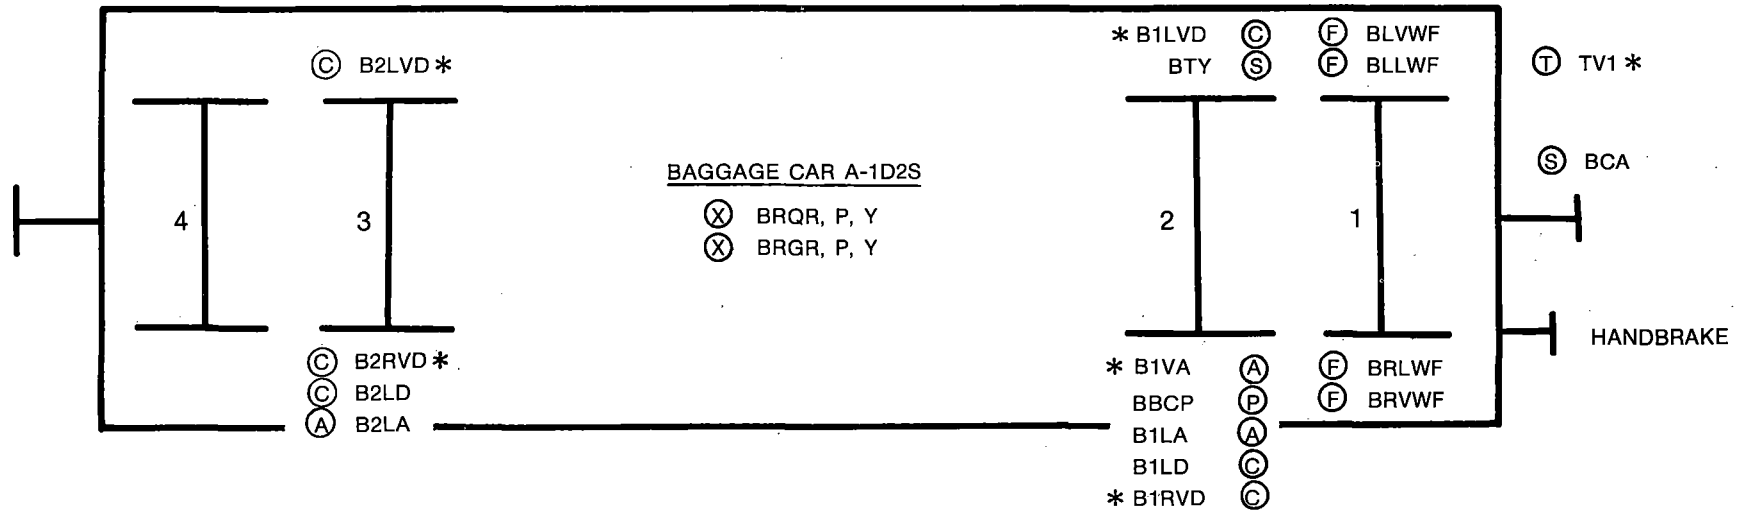 * B1LVD Ⓒ Ⓕ BLVWF
Ⓒ B2LVD * BTY Ⓢ Ⓕ BLLWF Ⓣ TV1 *
Ⓢ BCA
BAGGAGE CAR A-1D2S
4 3 Ⓧ BRQR, P, Y 2 1
Ⓧ BRGR, P, Y
HANDBRAKE
Ⓒ B2RVD * * B1VA Ⓐ Ⓕ BRLWF
Ⓒ B2LD BBCP Ⓟ Ⓕ BRVWF
Ⓐ B2LA B1LA Ⓐ
B1LD Ⓒ
* B1RVD Ⓒ